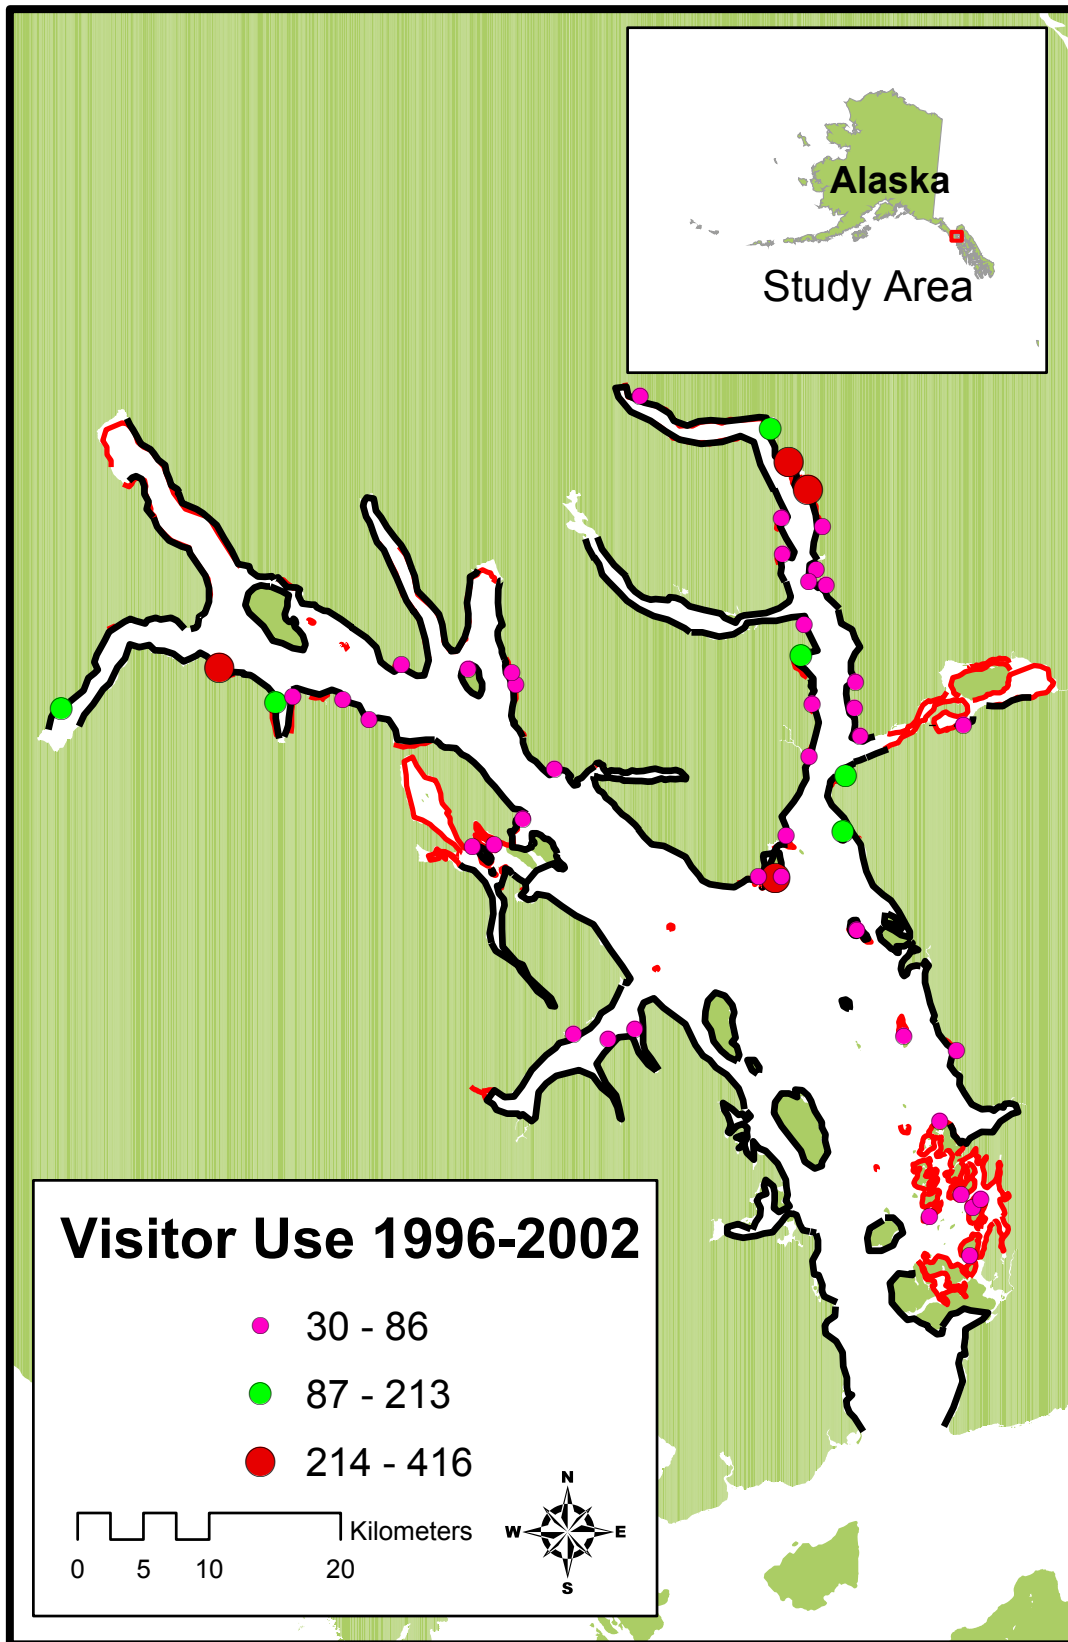 Alaska
Study Area
Visitor Use 1996-2002
30 - 86
87 - 213
214 - 416
Kilometers
0 5 10 20
N
W E
S